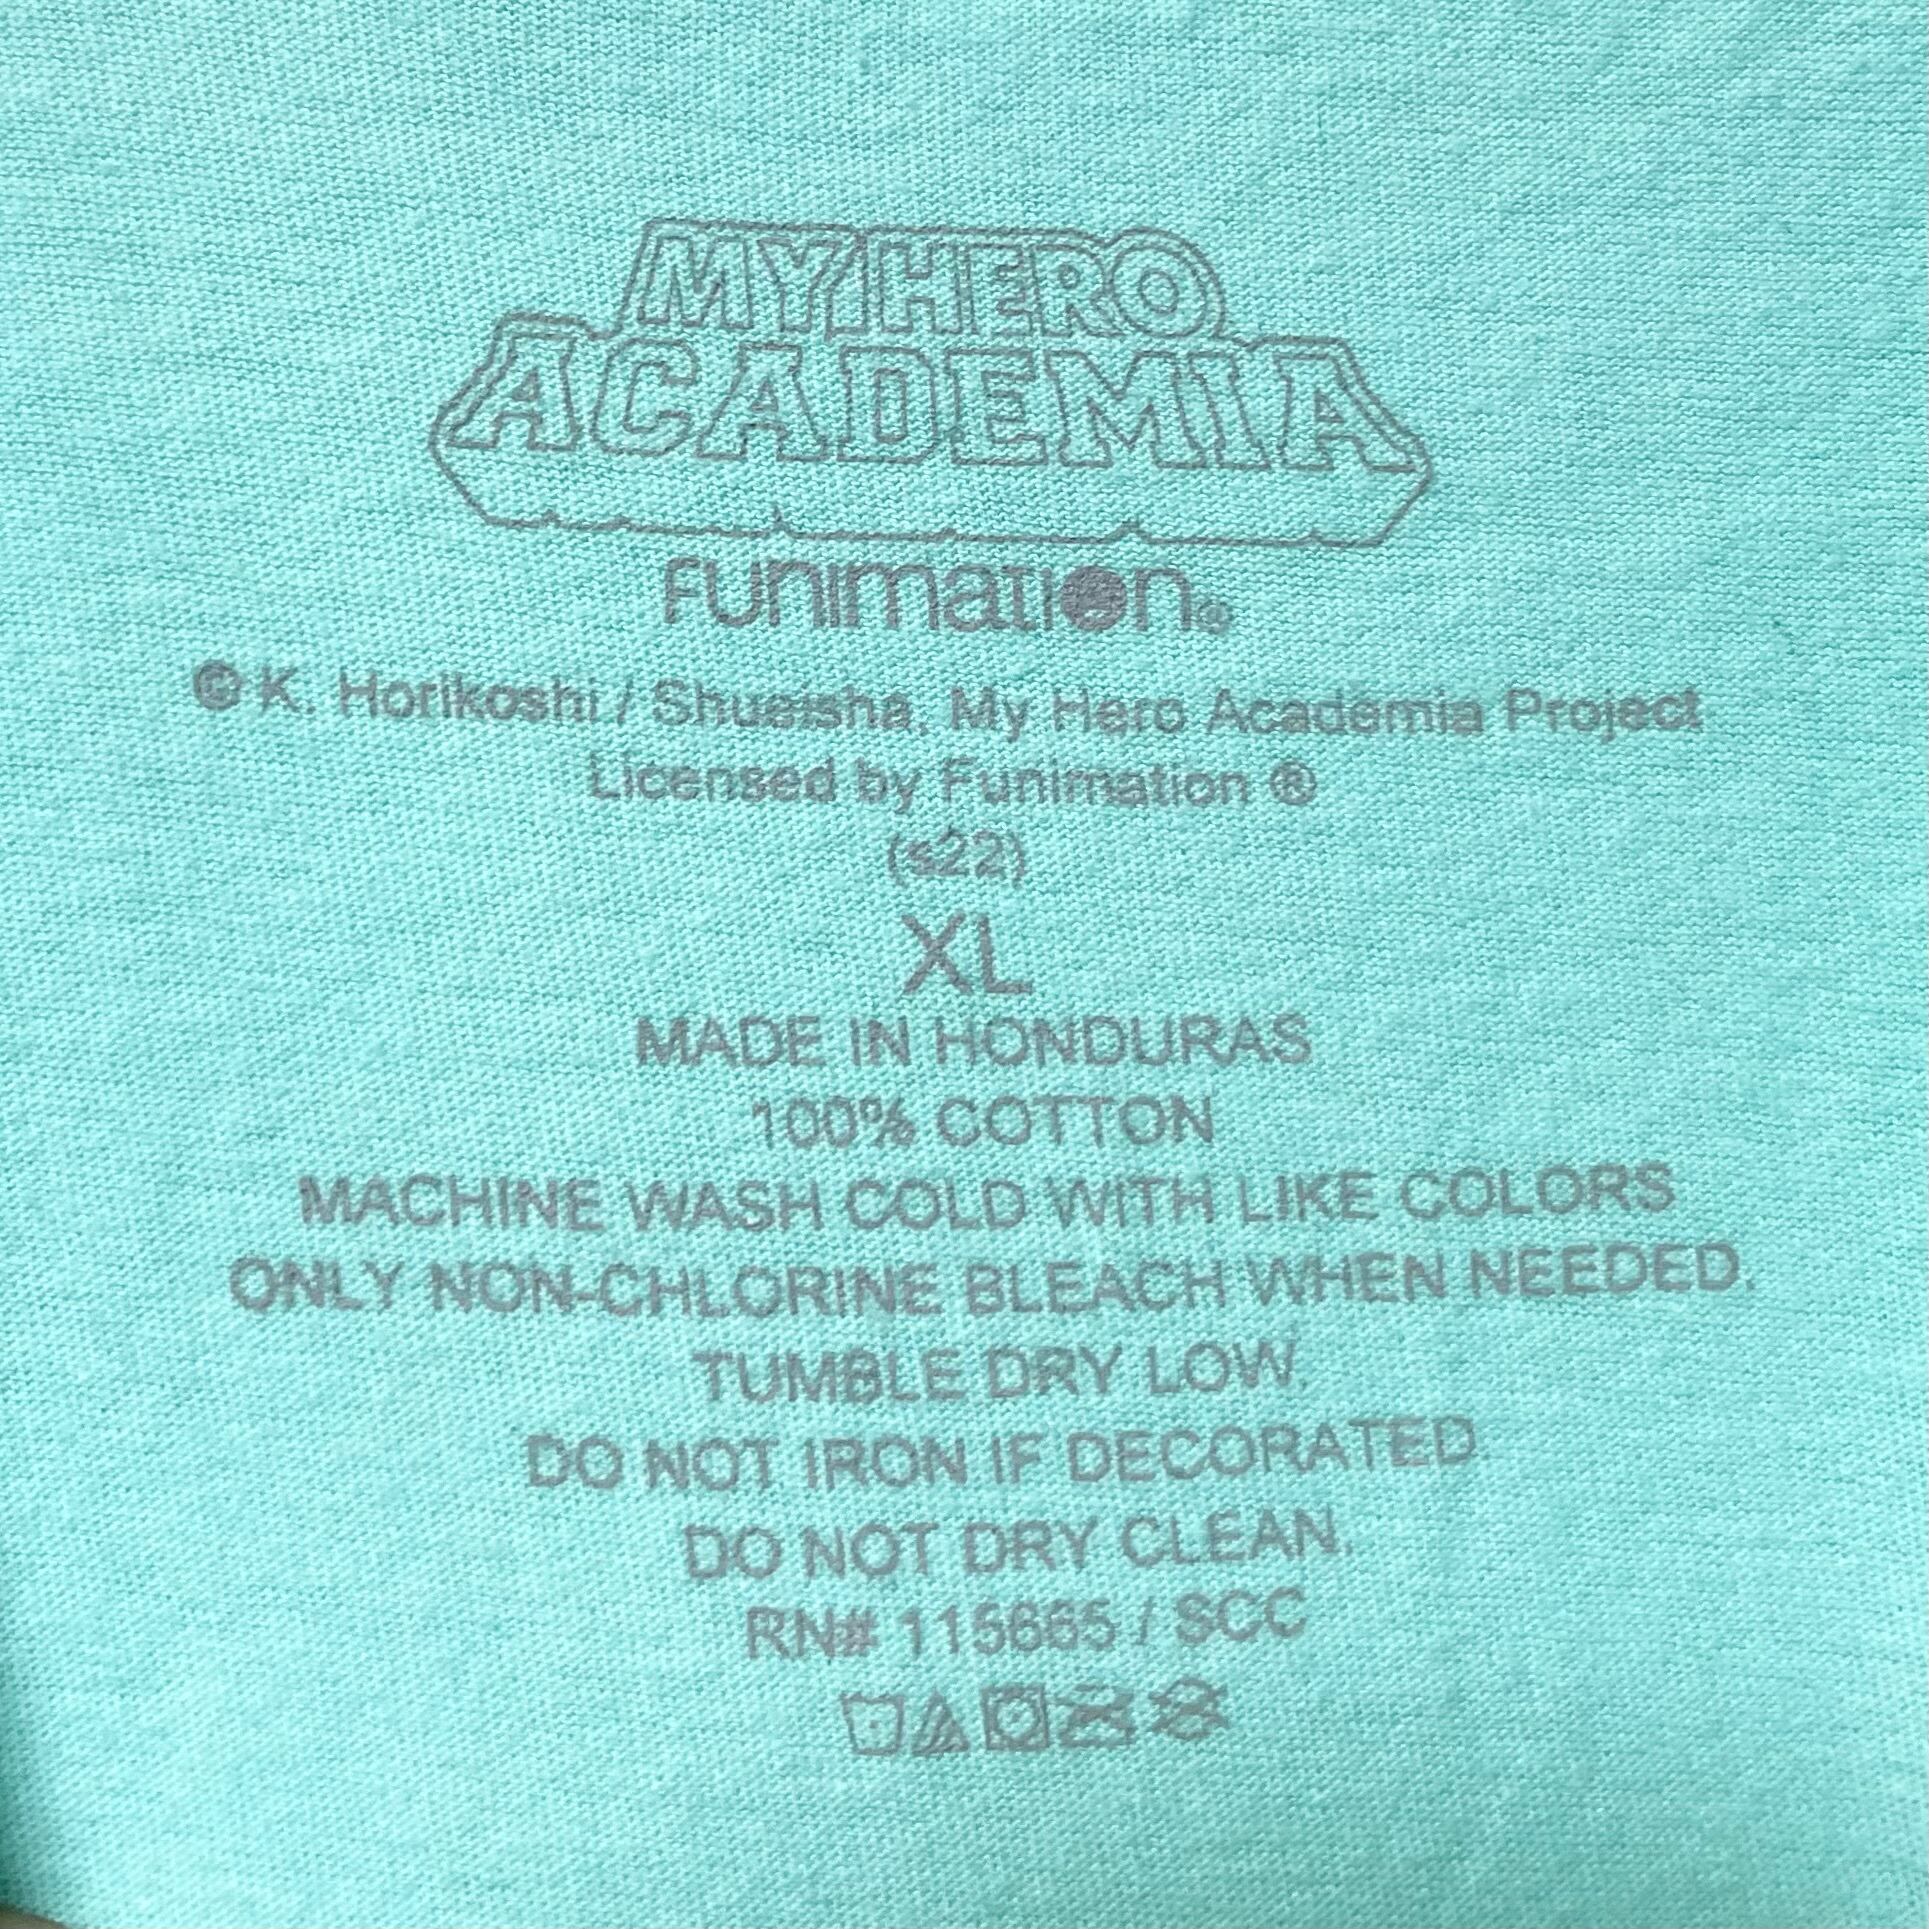 MY HERO
ACADEMIA
FUNIMATION®
© K. Horikoshi / Shueisha, My Hero Academia Project
Licensed by Funimation ®
(s22)
XL
MADE IN HONDURAS
100% COTTON
MACHINE WASH COLD WITH LIKE COLORS
ONLY NON-CHLORINE BLEACH WHEN NEEDED.
TUMBLE DRY LOW.
DO NOT IRON IF DECORATED.
DO NOT DRY CLEAN.
RN# 115665 / SCC